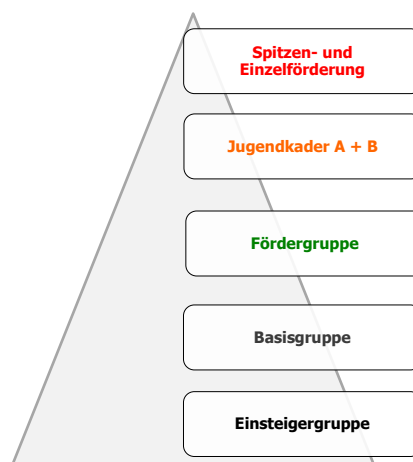 Spitzen- und
Einzelförderung
Jugendkader A + B
Fördergruppe
Basisgruppe
Einsteigergruppe